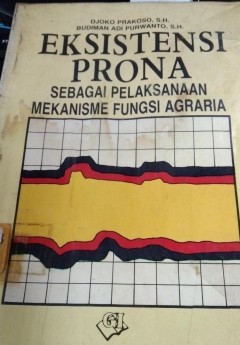 DJOKO PRAKOSO, S.H.
BUDIMAN ADI PURWANTO, S.H.
EKSISTENSI
PRONA
SEBAGAI PELAKSANAAN
MEKANISME FUNGSI AGRARIA